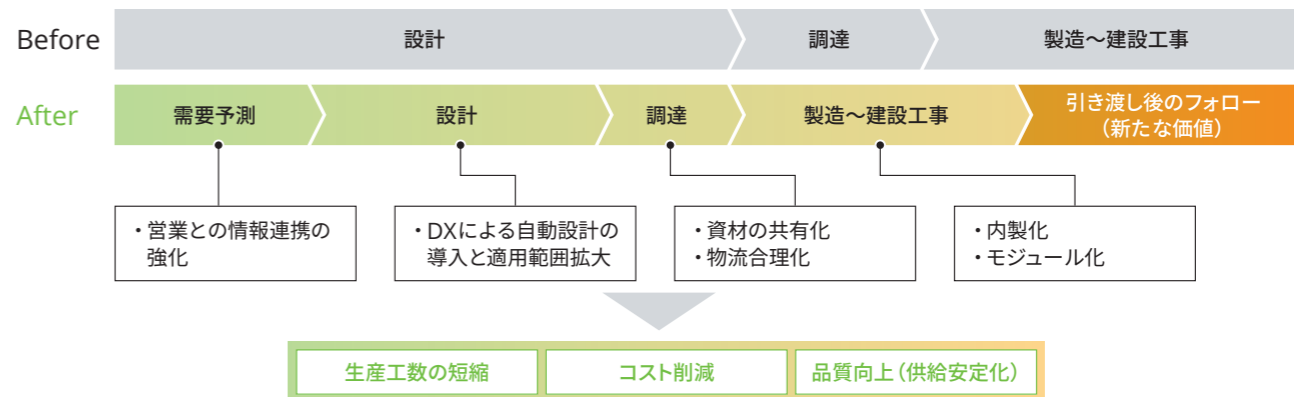 Before
設計
調達
製造～建設工事
After
需要予測
設計
調達
製造～建設工事
引き渡し後のフォロー
（新たな価値）
・営業との情報連携の
強化
・DXによる自動設計の
導入と適用範囲拡大
・資材の共有化
・物流合理化
・内製化
・モジュール化
生産工数の短縮
コスト削減
品質向上（供給安定化）